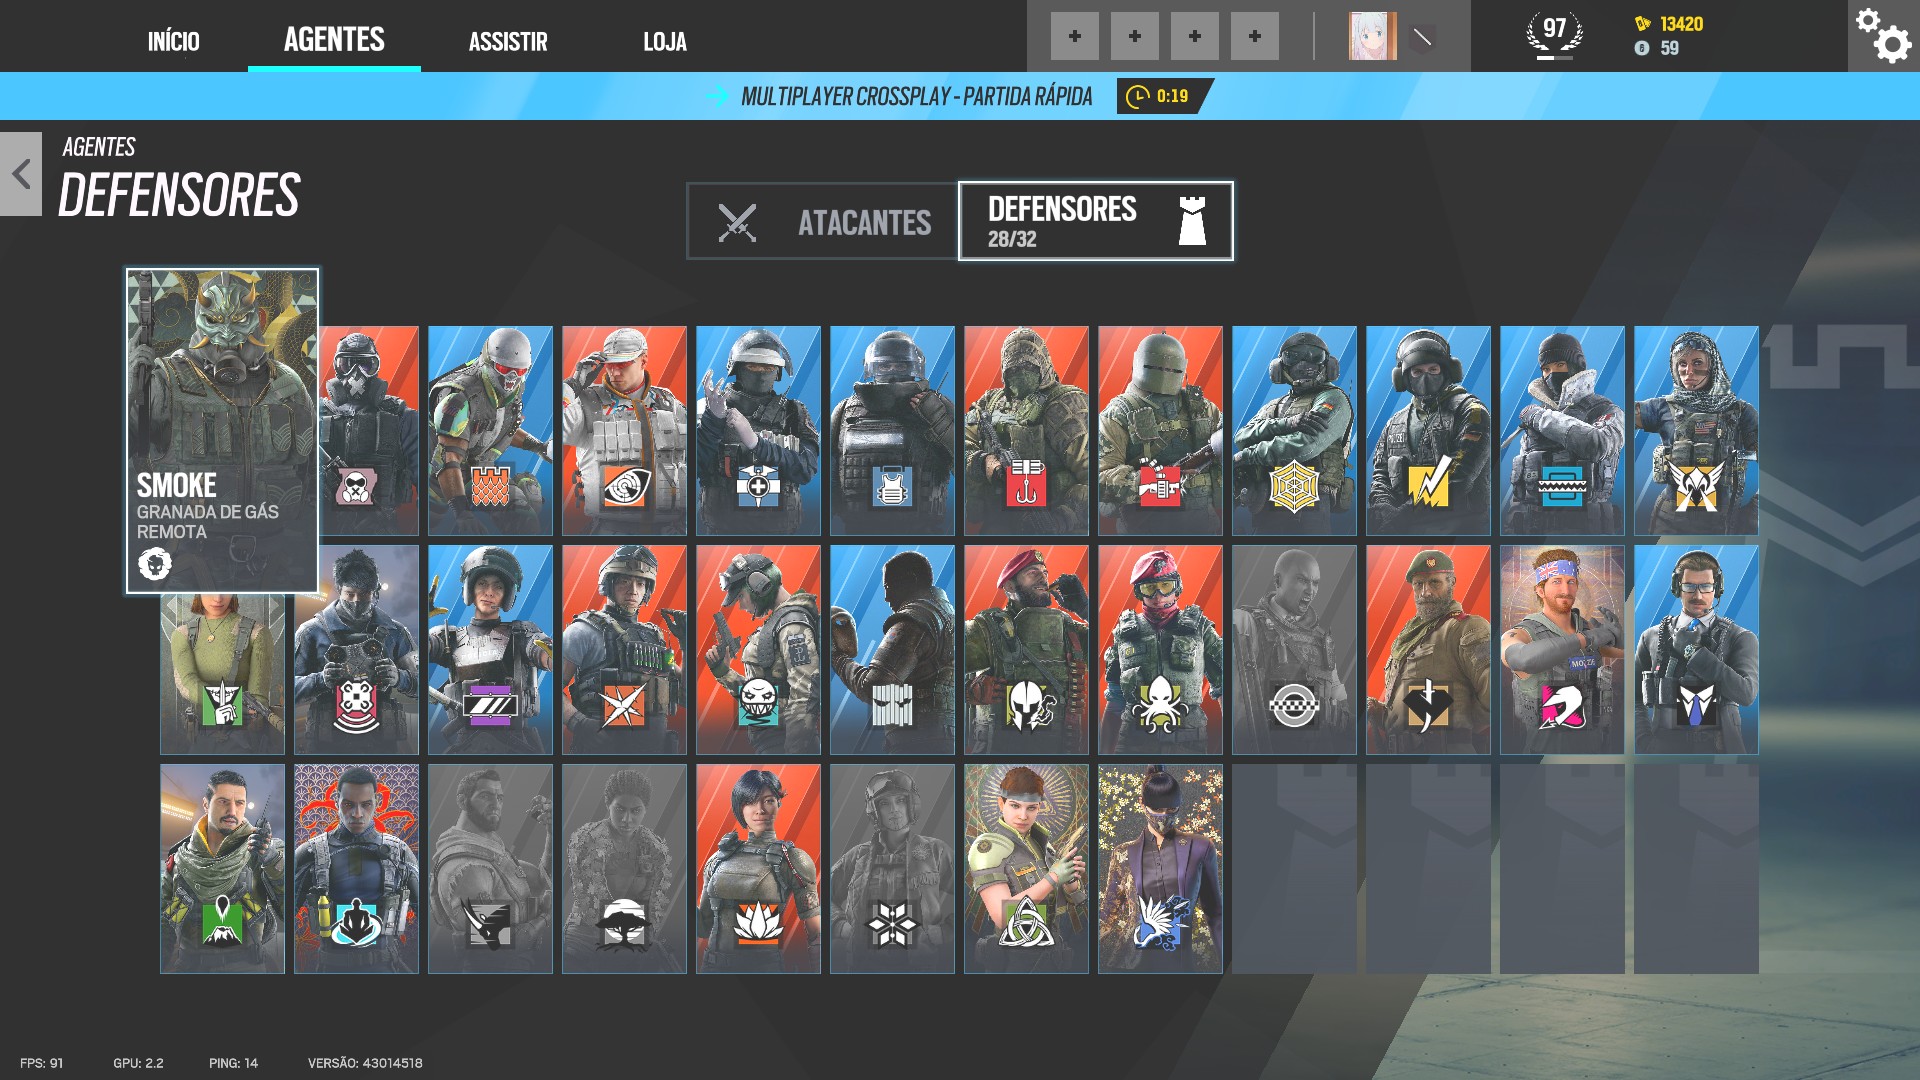 INÍCIO
AGENTES
ASSISTIR
LOJA
97
13420
59
MULTIPLAYER CROSSPLAY - PARTIDA RÁPIDA
0:19
AGENTES
DEFENSORES
ATACANTES
DEFENSORES
28/32
SMOKE
GRANADA DE GÁS
REMOTA
MOZZIE
FPS: 91
GPU: 2.2
PING: 14
VERSÃO: 43014518